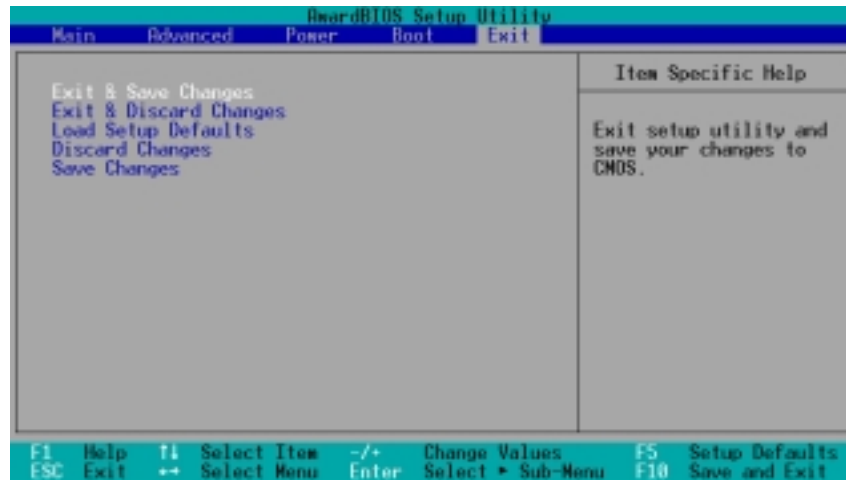 AwardBIOS Setup Utility
Main Advanced Power Boot Exit
Exit & Save Changes
Exit & Discard Changes
Load Setup Defaults
Discard Changes
Save Changes
Item Specific Help
Exit setup utility and
save your changes to
CMOS.
F1 Help ↑↓ Select Item -/+ Change Values F5 Setup Defaults
ESC Exit ←→ Select Menu Enter Select ► Sub-Menu F10 Save and Exit